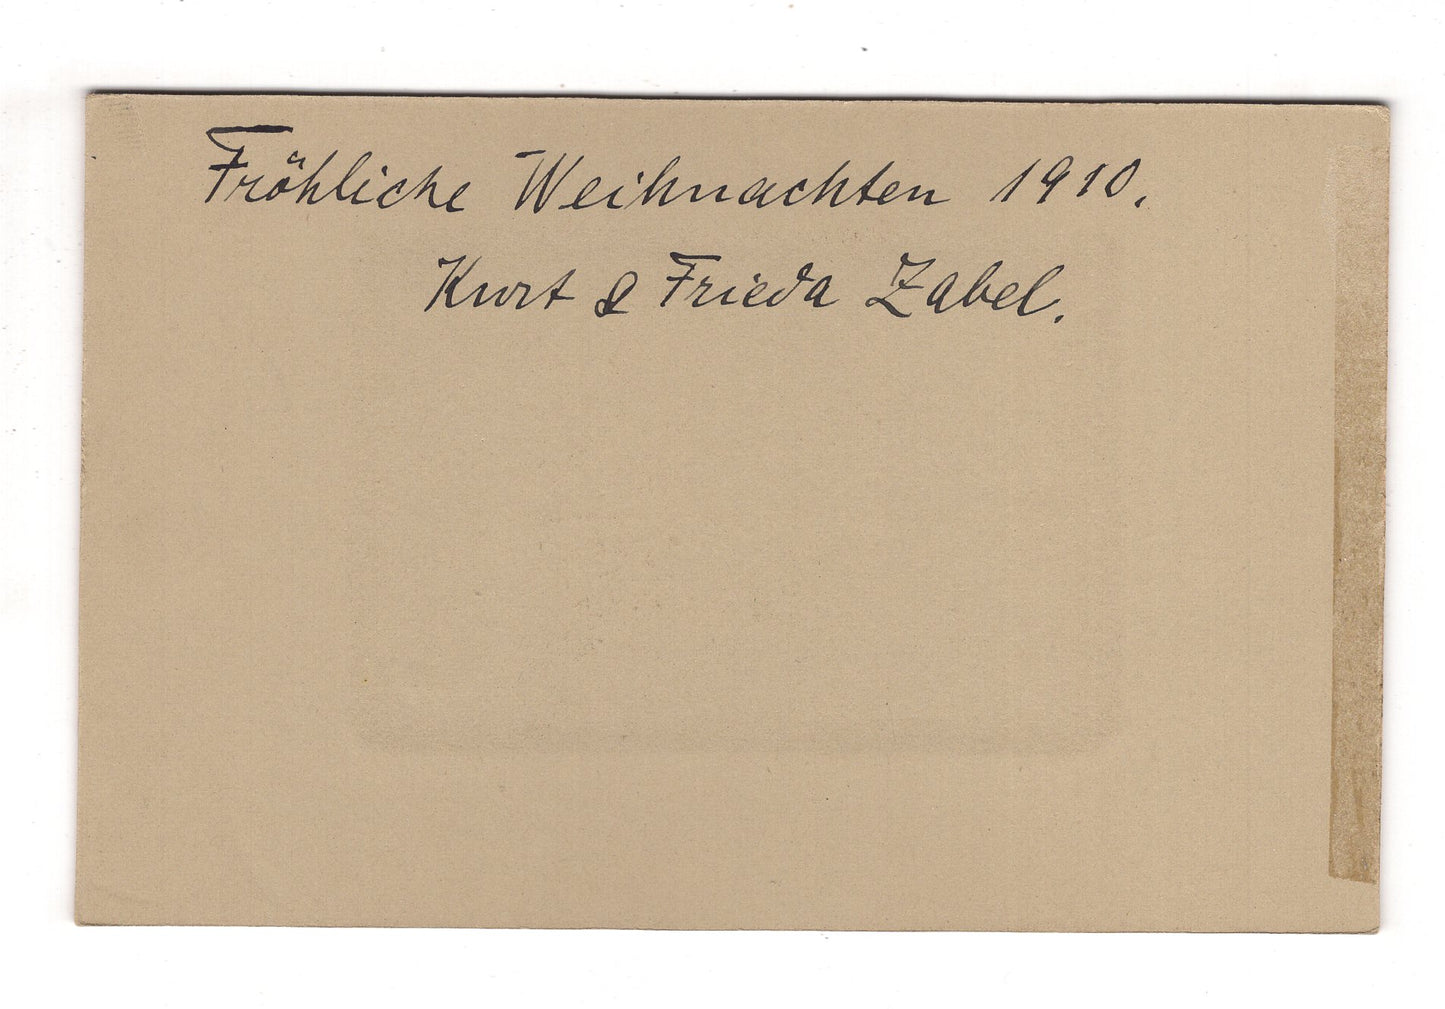 Fröhliche Weihnachten 1910.
Kurt & Frieda Zabel.